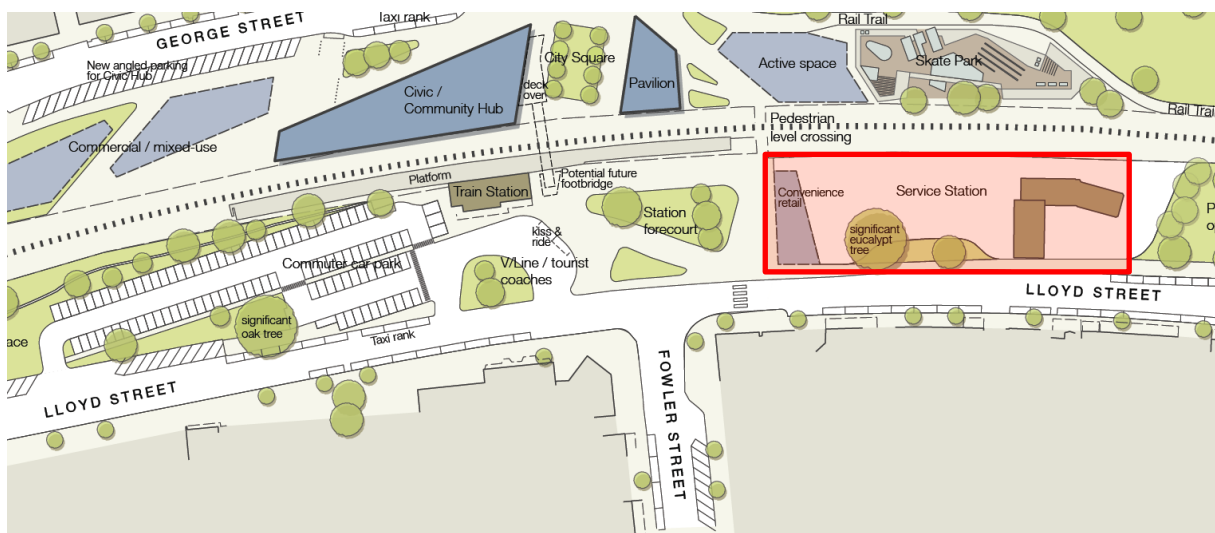 Taxi rank
GEORGE STREET
New angled parking
for Civic Hub
Civic /
Community Hub
deck
over
City Square
Pavilion
Active space
Rail Trail
Skate Park
Rail Trail
Pedestrian
level crossing
Commercial / mixed-use
Platform
Train Station
Potential future
footbridge
Station
forecourt
Convenience
retail
Service Station
significant
eucalypt
tree
kiss &
ride
V/Line / tourist
coaches
Commuter car park
significant
oak tree
Taxi rank
LLOYD STREET
LLOYD STREET
FOWLER STREET